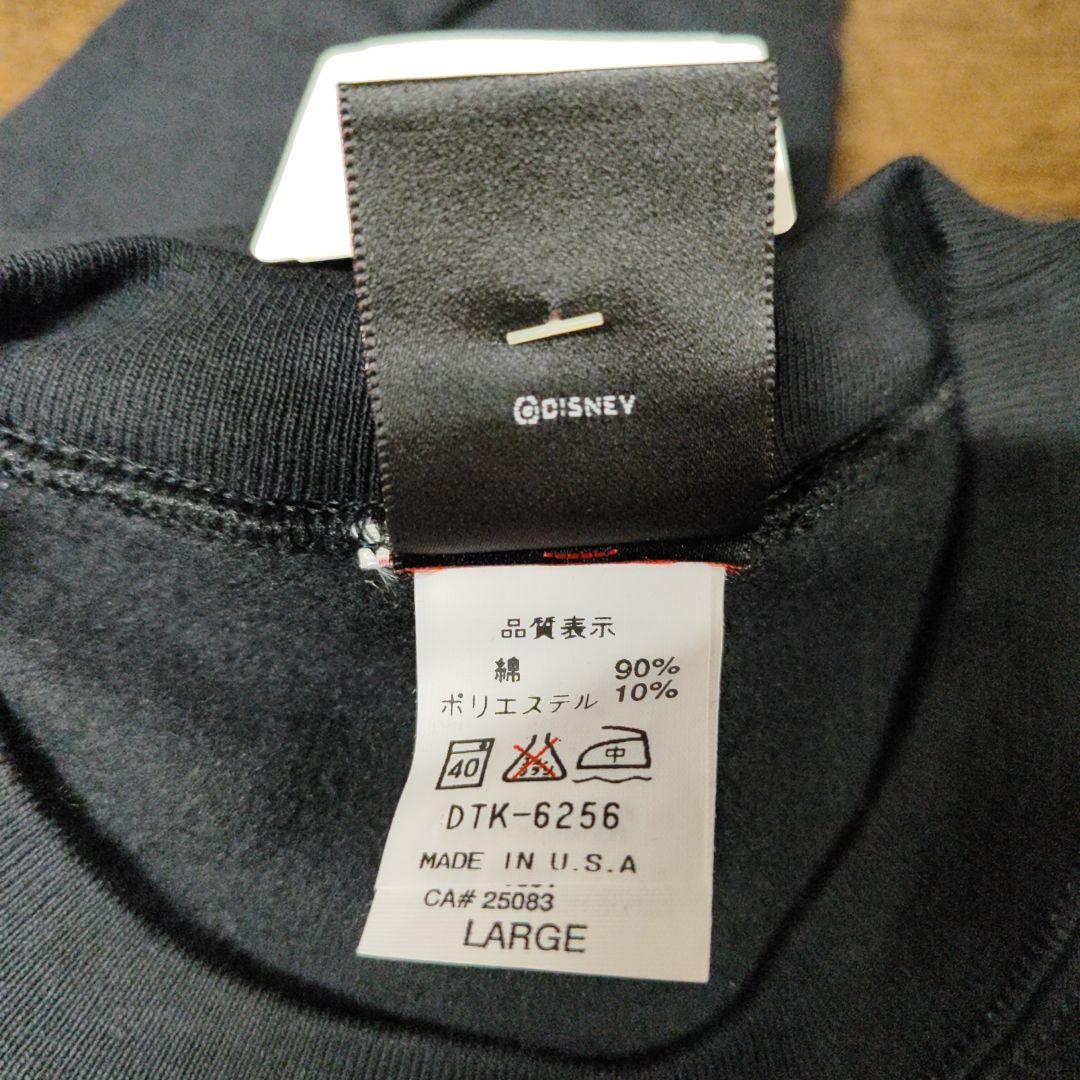 ©DISNEY
品質表示
綿 90%
ポリエステル 10%
40 中
DTK-6256
MADE IN U.S.A
CA# 25083
LARGE